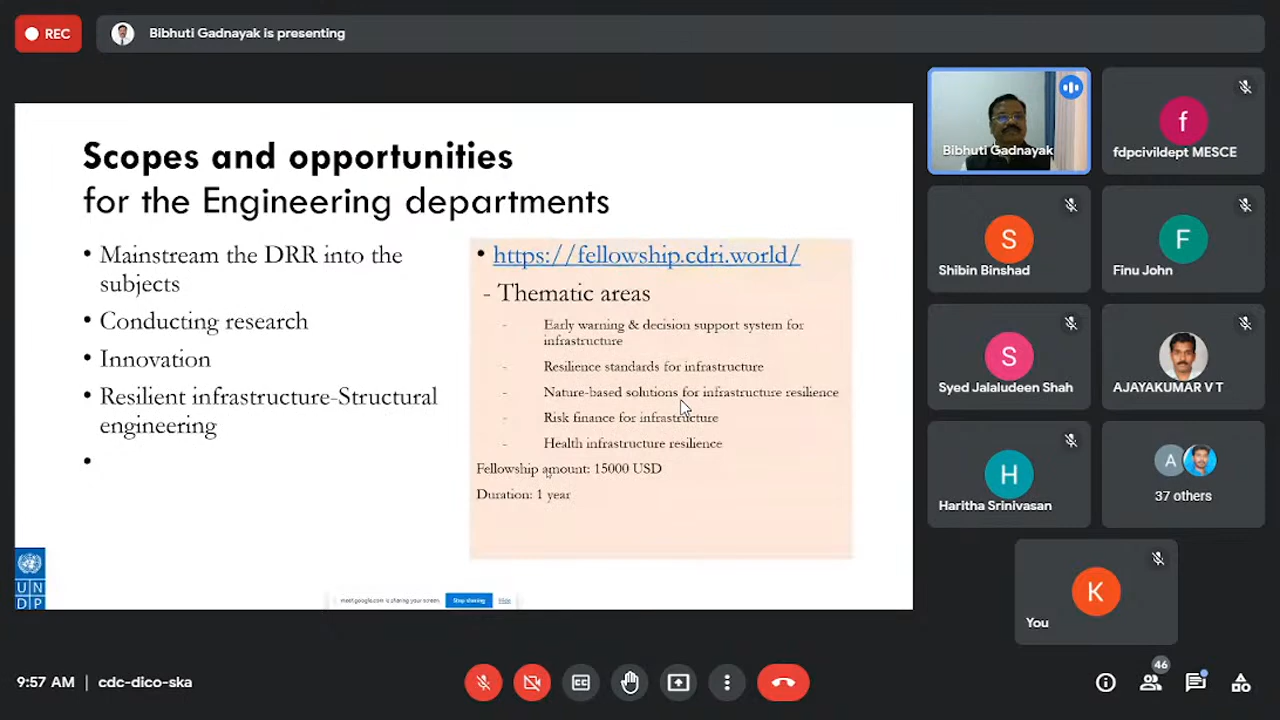 REC
Bibhuti Gadnayak is presenting
Scopes and opportunities
for the Engineering departments
• Mainstream the DRR into the
subjects
• Conducting research
• Innovation
• Resilient infrastructure-Structural
engineering
•
• https://fellowship.cdri.world/
- Thematic areas
- Early warning & decision support system for
infrastructure
- Resilience standards for infrastructure
- Nature-based solutions for infrastructure resilience
- Risk finance for infrastructure
- Health infrastructure resilience
Fellowship amount: 15000 USD
Duration: 1 year
U N
D P
meet.google.com is sharing your screen.
Stop sharing
Hide
Bibhuti Gadnayak
f
fdpcivildept MESCE
S
Shibin Binshad
F
Finu John
S
Syed Jalaludeen Shah
AJAYAKUMAR V T
H
Haritha Srinivasan
A
37 others
K
You
9:57 AM | cdc-dico-ska
CC
46